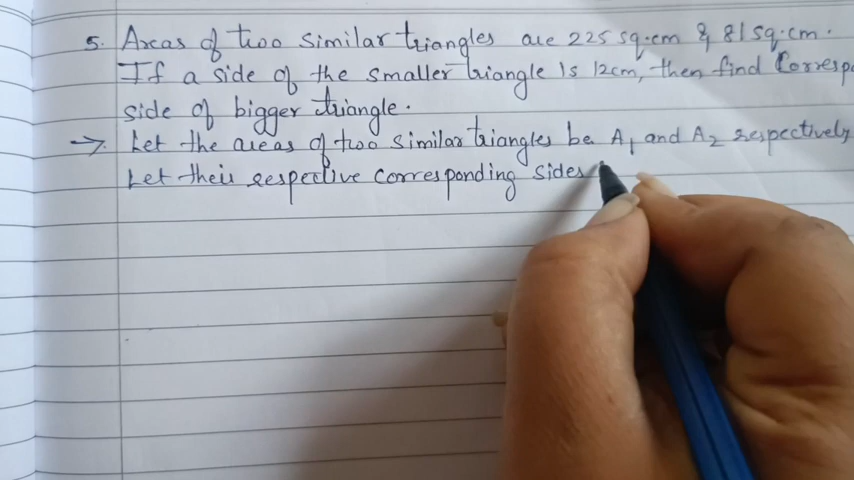 5. Areas of two similar triangles are 225 sq.cm & 81 sq.cm.
If a side of the smaller triangle is 12cm, then find Corresp
side of bigger triangle.
→ Let the areas of two similar triangles be A₁ and A₂ respectively
Let their respective corresponding sides